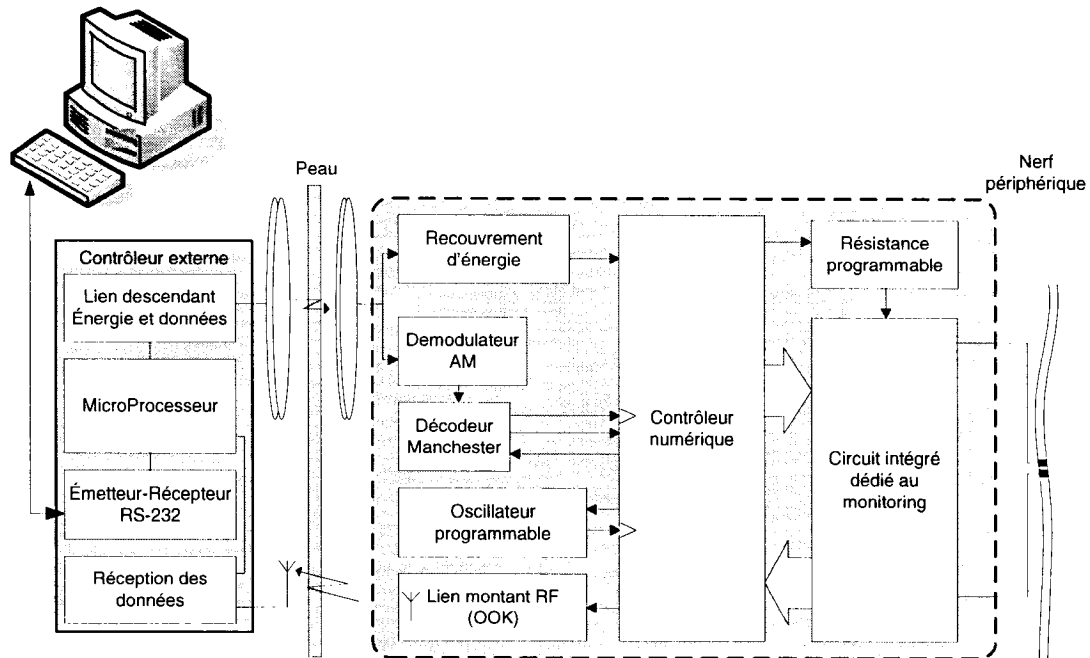 Peau
Nerf
périphérique
Contrôleur externe
Lien descendant
Énergie et données
MicroProcesseur
Émetteur-Récepteur
RS-232
Réception des
données
Recouvrement
d'énergie
Demodulateur
AM
Décodeur
Manchester
Oscillateur
programmable
Lien montant RF
(OOK)
Contrôleur
numérique
Résistance
programmable
Circuit intégré
dédié au
monitoring